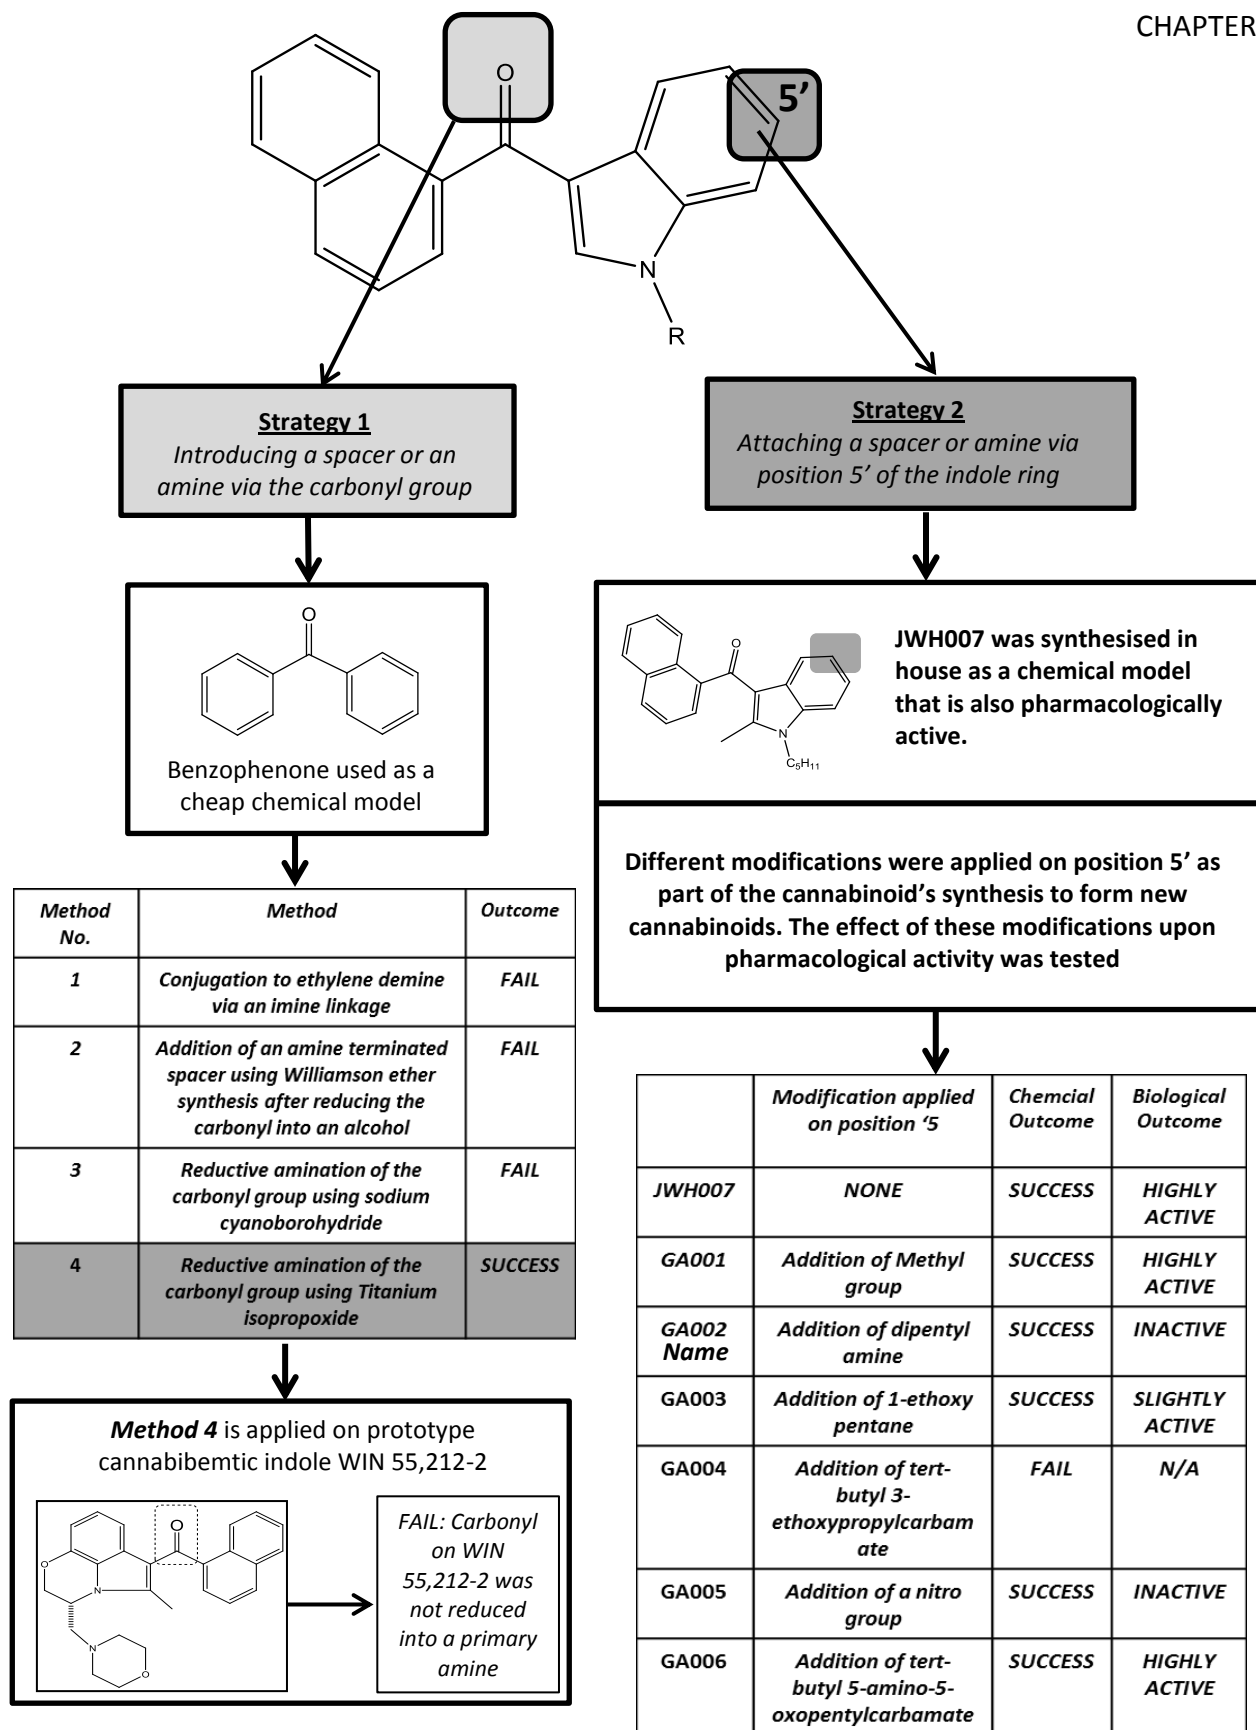 CHAPTER
O
5’
N
R
Strategy 1
Introducing a spacer or an
amine via the carbonyl group
Strategy 2
Attaching a spacer or amine via
position 5’ of the indole ring
O
Benzophenone used as a
cheap chemical model
O
N
C5H11
JWH007 was synthesised in
house as a chemical model
that is also pharmacologically
active.
Different modifications were applied on position 5’ as
part of the cannabinoid’s synthesis to form new
cannabinoids. The effect of these modifications upon
pharmacological activity was tested
Method No. Method Outcome
1 Conjugation to ethylene demine FAIL
via an imine linkage
2 Addition of an amine terminated FAIL
spacer using Williamson ether
synthesis after reducing the
carbonyl into an alcohol
3 Reductive amination of the FAIL
carbonyl group using sodium
cyanoborohydride
4 Reductive amination of the SUCCESS
carbonyl group using Titanium
isopropoxide
Method 4 is applied on prototype
cannabibemtic indole WIN 55,212-2
O
O
N
N
O
FAIL: Carbonyl
on WIN
55,212-2 was
not reduced
into a primary
amine
Modification applied Chemcial Biological
on position ‘5 Outcome Outcome
JWH007 NONE SUCCESS HIGHLY
ACTIVE
GA001 Addition of Methyl SUCCESS HIGHLY
group ACTIVE
GA002 Addition of dipentyl SUCCESS INACTIVE
Name amine
GA003 Addition of 1-ethoxy SUCCESS SLIGHTLY
pentane ACTIVE
GA004 Addition of tert- FAIL N/A
butyl 3-
ethoxypropylcarbam
ate
GA005 Addition of a nitro SUCCESS INACTIVE
group
GA006 Addition of tert- SUCCESS HIGHLY
butyl 5-amino-5- ACTIVE
oxopentylcarbamate